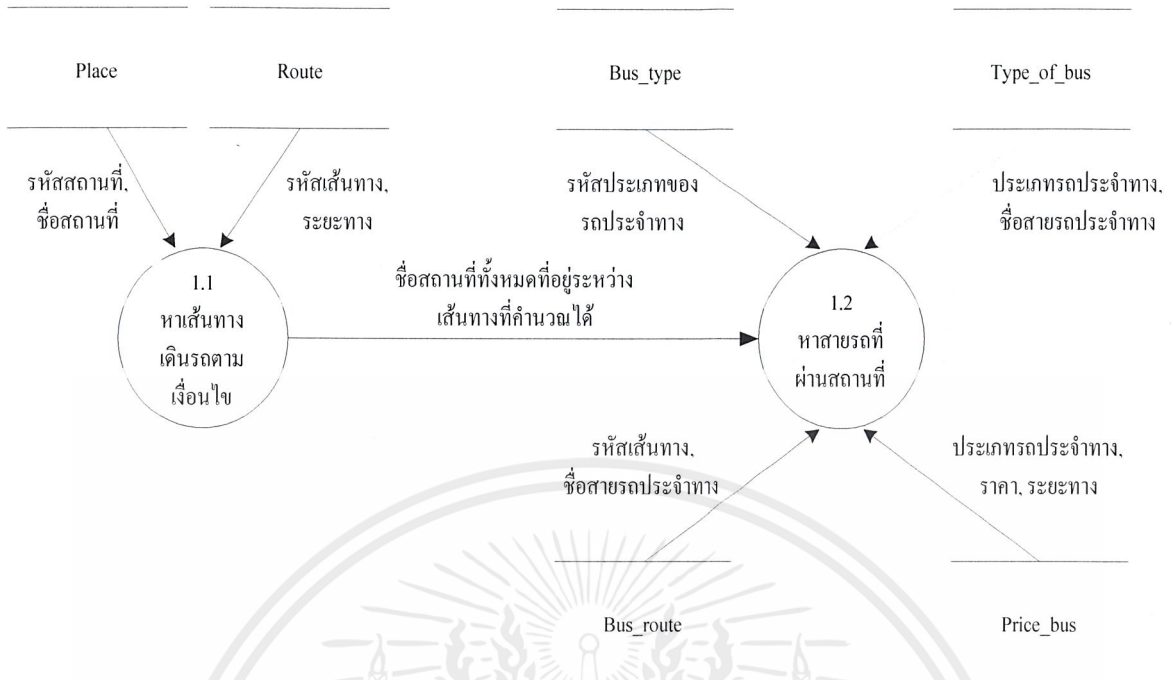 Place
Route
Bus_type
Type_of_bus
รหัสสถานที่,
ชื่อสถานที่
รหัสเส้นทาง,
ระยะทาง
รหัสประเภทของ
รถประจำทาง
ประเภทรถประจำทาง,
ชื่อสายรถประจำทาง
1.1
หาเส้นทาง
เดินรถตาม
เงื่อนไข
ชื่อสถานที่ทั้งหมดที่อยู่ระหว่าง
เส้นทางที่คำนวณได้
1.2
หาสายรถที่
ผ่านสถานที่
รหัสเส้นทาง,
ชื่อสายรถประจำทาง
ประเภทรถประจำทาง,
ราคา, ระยะทาง
Bus_route
Price_bus